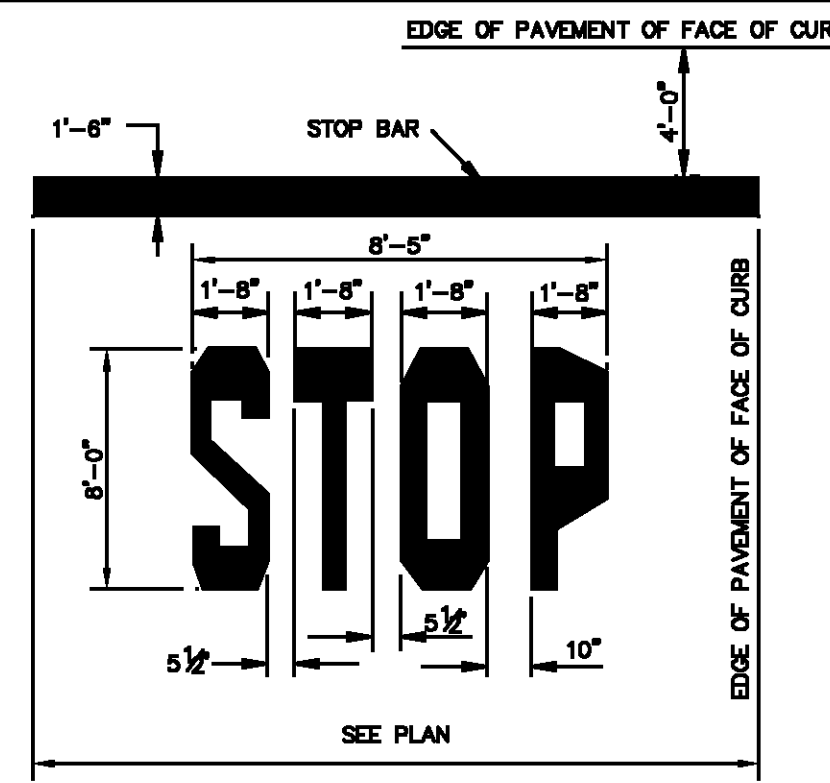 EDGE OF PAVEMENT OF FACE OF CUR
1'-6"
STOP BAR
4'-0"
8'-5"
1'-8"
1'-8"
1'-8"
1'-8"
8'-0"
STOP
EDGE OF PAVEMENT OF FACE OF CURB
5½"
5½"
10"
SEE PLAN